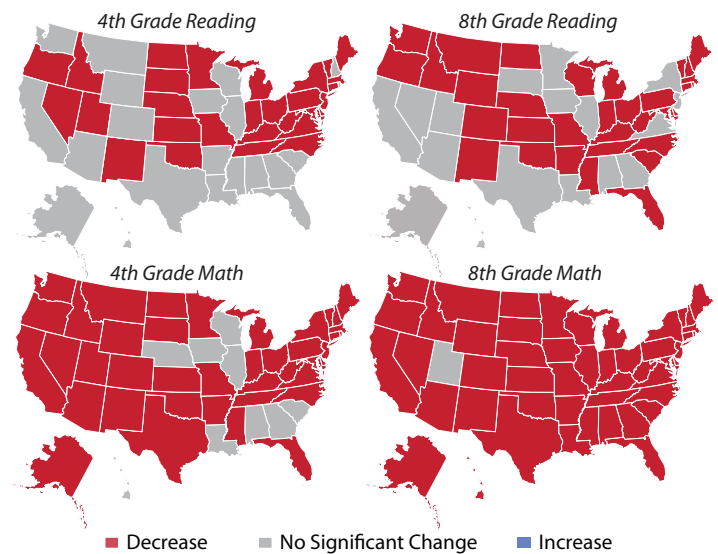 4th Grade Reading
8th Grade Reading
4th Grade Math
8th Grade Math
Decrease
No Significant Change
Increase